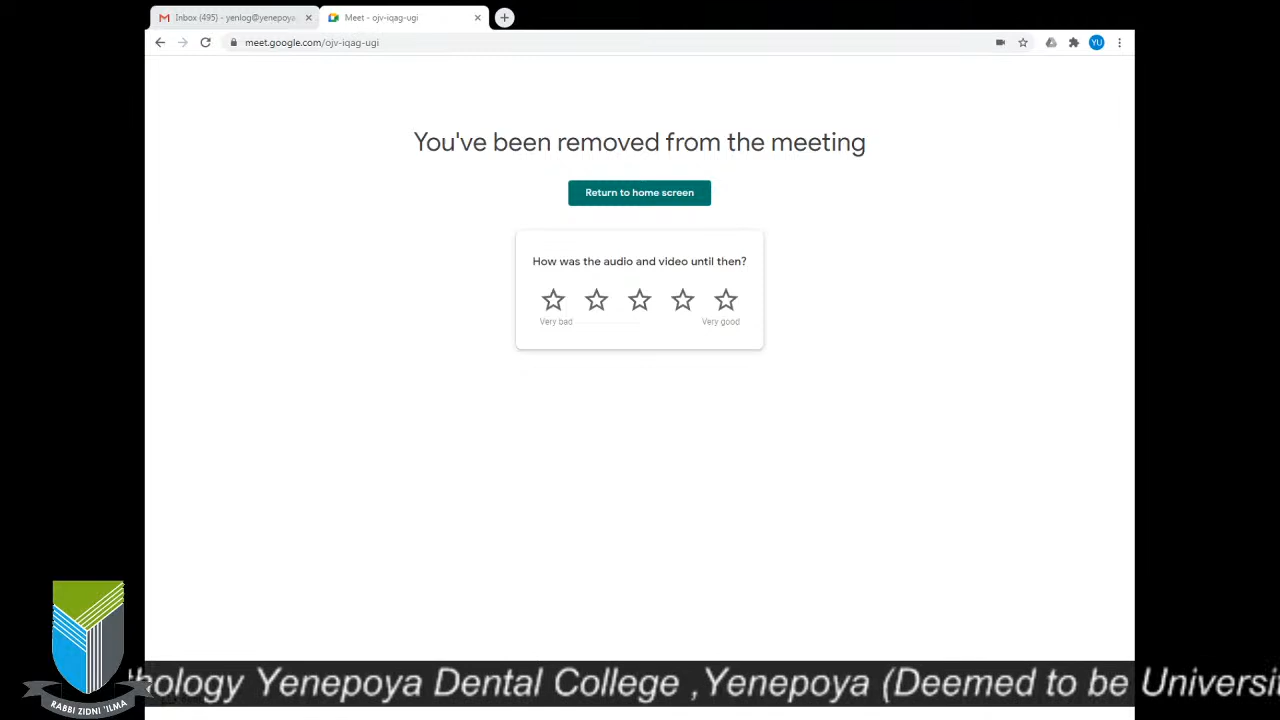 Inbox (495) - yenlog@yenepoya
Meet - ojv-iqag-ugi
meet.google.com/ojv-iqag-ugi
YU
You've been removed from the meeting
Return to home screen
How was the audio and video until then?
Very bad
Very good
thology Yenepoya Dental College ,Yenepoya (Deemed to be Universit
RABBI ZIDNI 'ILMA